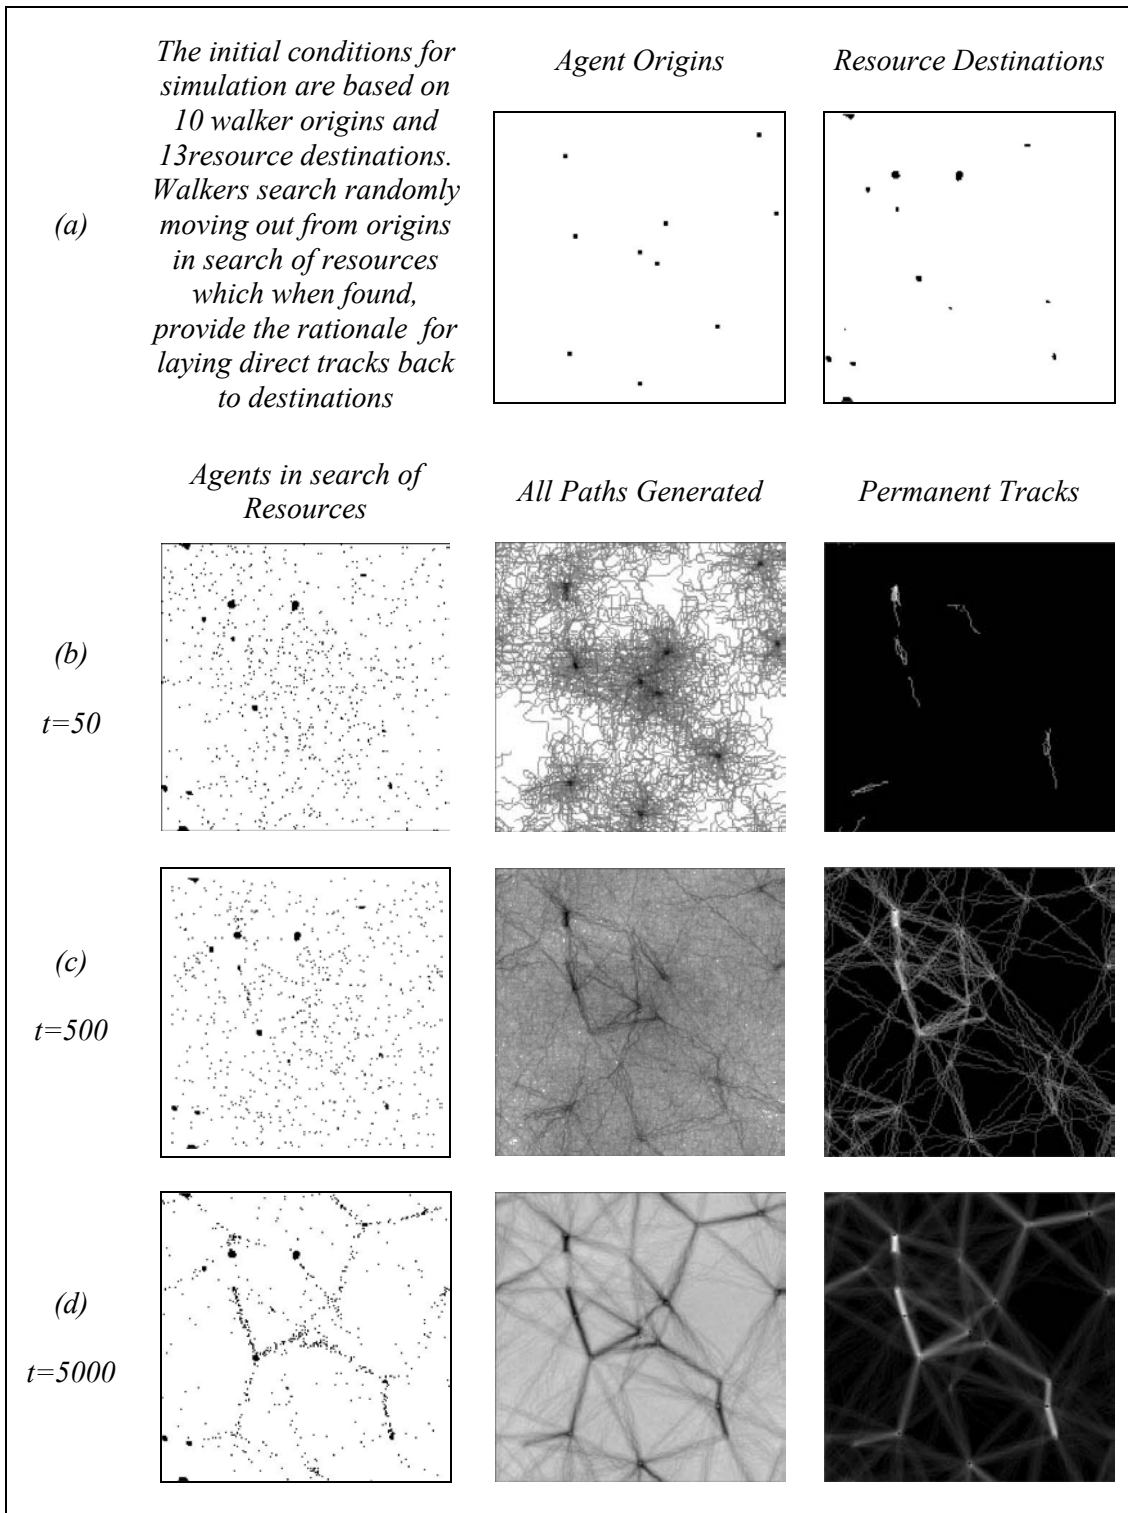 The initial conditions for
simulation are based on
10 walker origins and
13resource destinations.
Walkers search randomly
moving out from origins
in search of resources
which when found,
provide the rationale for
laying direct tracks back
to destinations
Agent Origins
Resource Destinations
(a)
Agents in search of
Resources
All Paths Generated
Permanent Tracks
(b)
t=50
(c)
t=500
(d)
t=5000